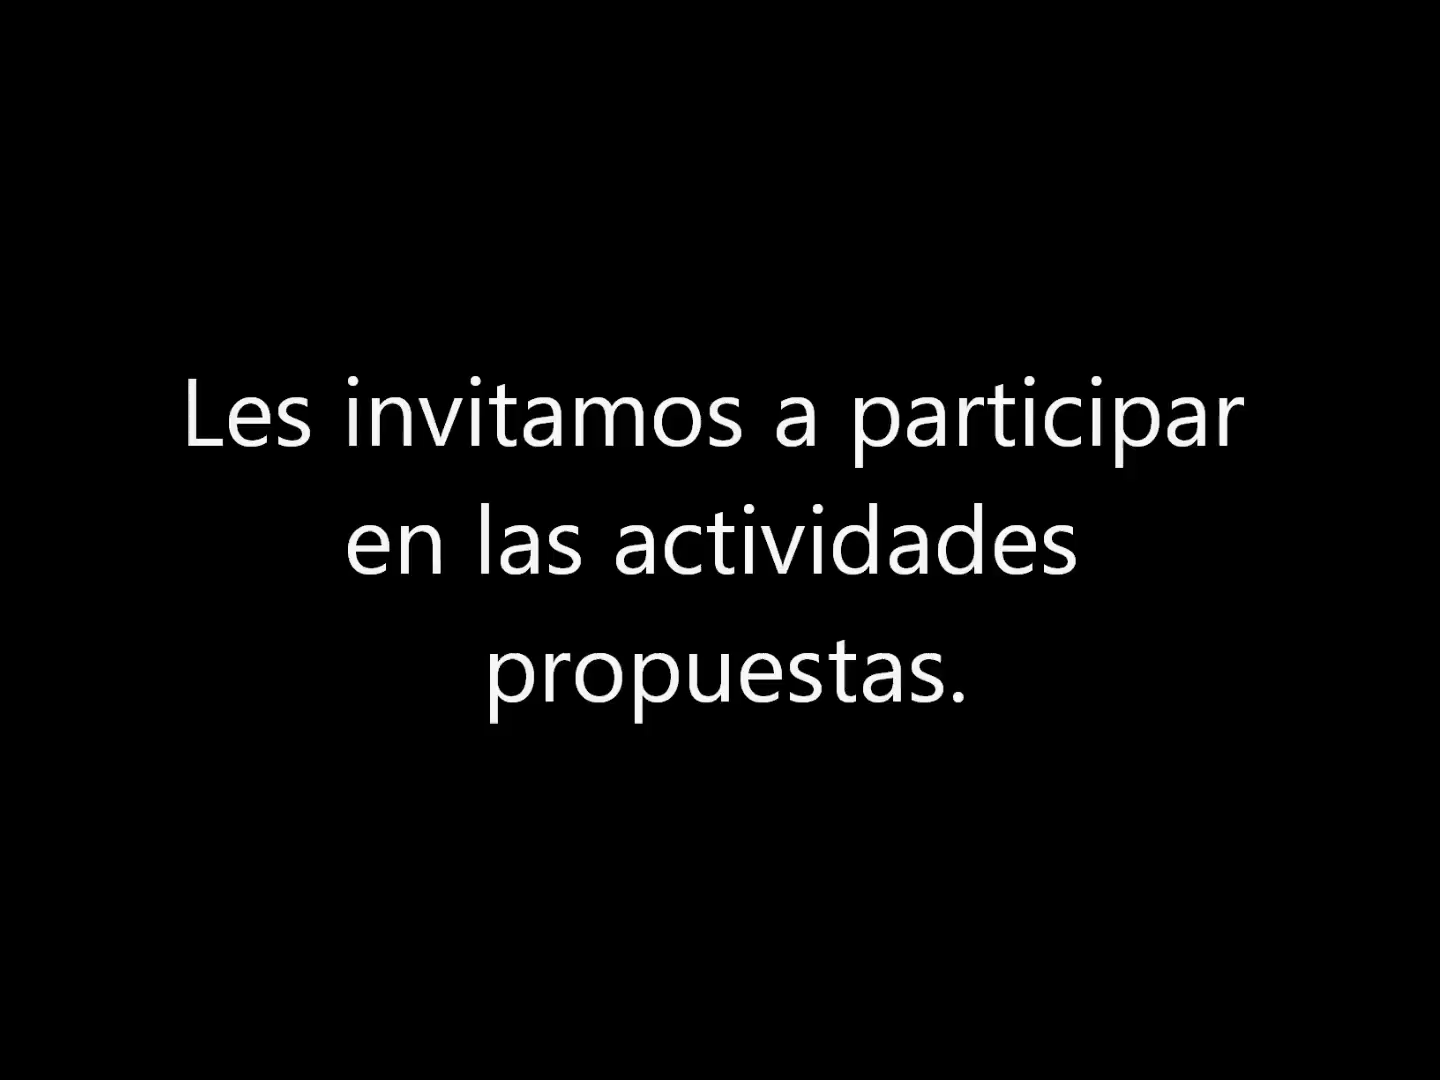 Les invitamos a participar
en las actividades
propuestas.